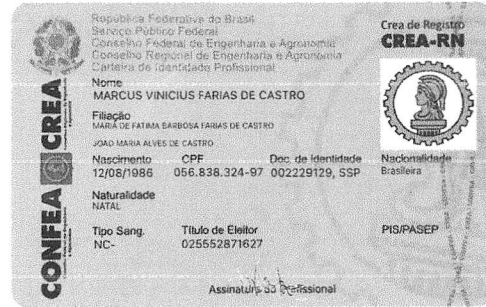 República Federativa do Brasil
Serviço Público Federal
Conselho Federal de Engenharia e Agronomia
Conselho Regional de Engenharia e Agronomia
Carteira de Identidade Profissional
Crea de Registro
CREA-RN
Nome
MARCUS VINICIUS FARIAS DE CASTRO
Filiação
MARIA DE FATIMA BARBOSA FARIAS DE CASTRO
JOAO MARIA ALVES DE CASTRO
Nascimento CPF Doc. de Identidade Nacionalidade
12/08/1986 056.838.324-97 002229129, SSP Brasileira
Naturalidade
NATAL
Tipo Sang. Título de Eleitor PIS/PASEP
NC- 025552871627
Assinatura do Profissional
CONFEA CREA